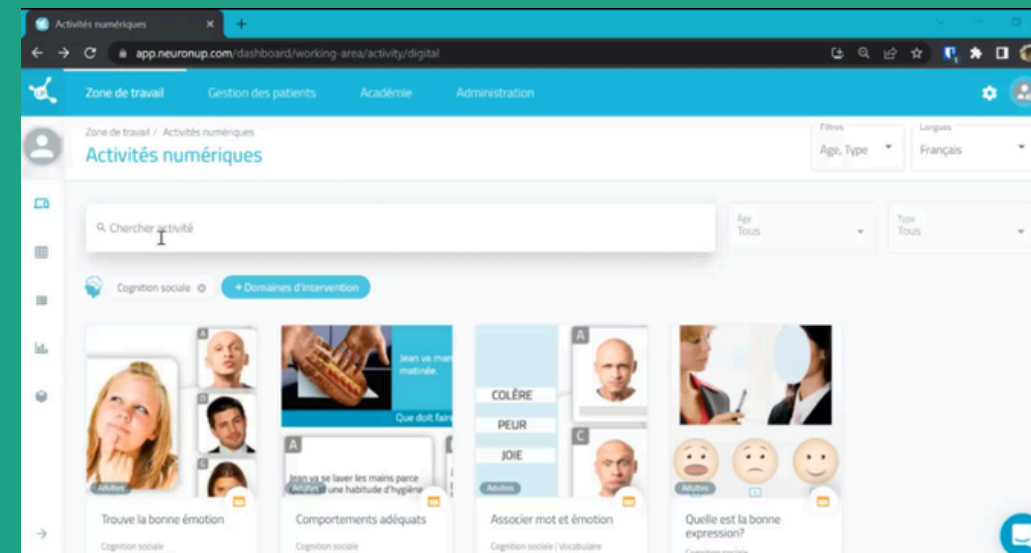 Activités numériques
app.neuronup.com/dashboard/working-area/activity/digital
Zone de travail
Gestion des patients
Académie
Administration
Zone de travail / Activités numériques
Activités numériques
Filtres
Age, Type
Langues
Français
Chercher activité
Âge
Tous
Type
Tous
Cognition sociale
+ Domaines d'intervention
A
D
G
Adultes
Trouve la bonne émotion
Cognition sociale
Jean va man
matinée.
Que doit fair
A
Jean va se laver les mains parce
une habitude d'hygiène
Adultes
Comportements adéquats
Cognition sociale
COLÈRE
PEUR
JOIE
A
C
Adultes
Associer mot et émotion
Cognition sociale | Vocabulaire
Adultes
Quelle est la bonne
expression?
Cognition sociale